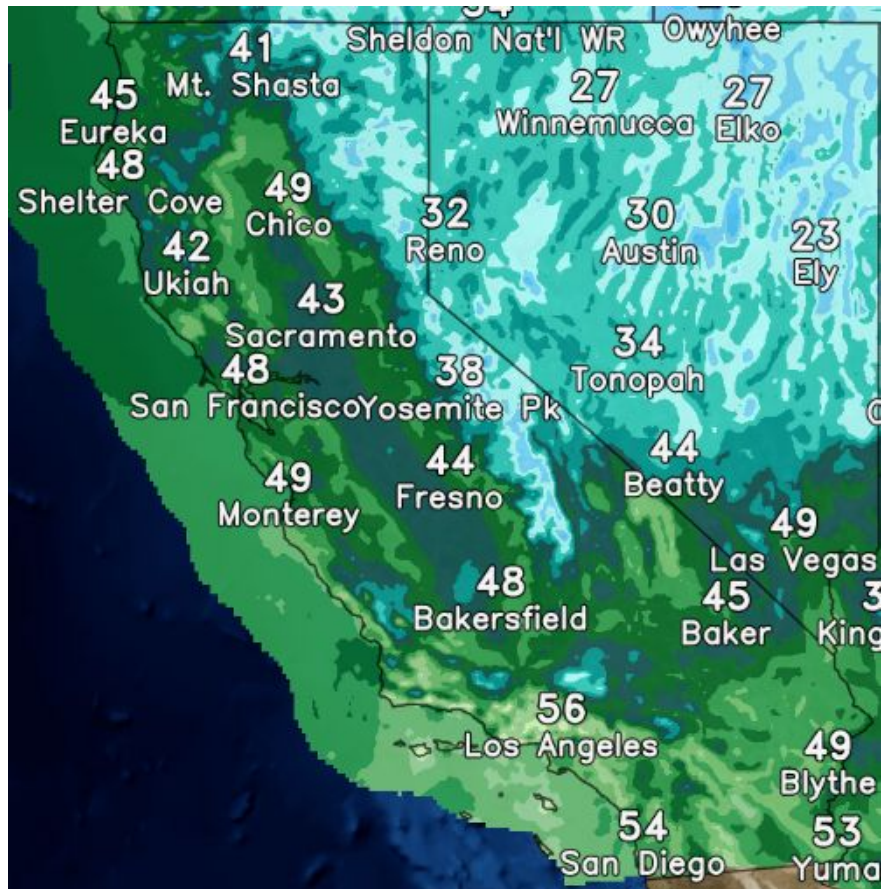 Sheldon Nat'l WR
Owyhee
41
Mt. Shasta
45
Eureka
27
Winnemucca
27
Elko
48
Shelter Cove
49
Chico
32
Reno
30
Austin
23
Ely
42
Ukiah
43
Sacramento
34
Tonopah
48
San Francisco
38
Yosemite Pk
49
Monterey
44
Fresno
44
Beatty
49
Las Vegas
48
Bakersfield
45
Baker
King
56
Los Angeles
49
Blythe
54
San Diego
53
Yuma